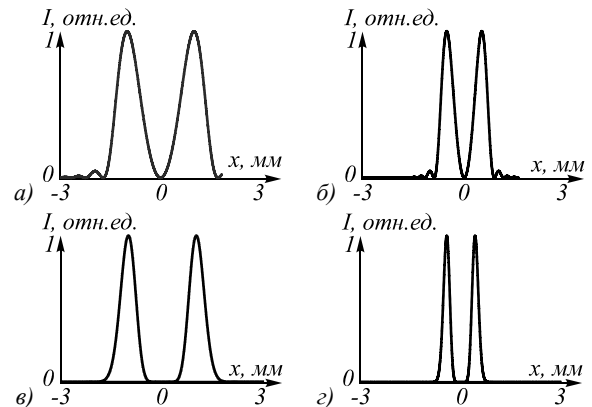 I, отн.ед.
1
0
x, мм
а)
-3
0
3
I, отн.ед.
1
0
x, мм
б)
-3
0
3
I, отн.ед.
1
0
x, мм
в)
-3
0
3
I, отн.ед.
1
0
x, мм
г)
-3
0
3